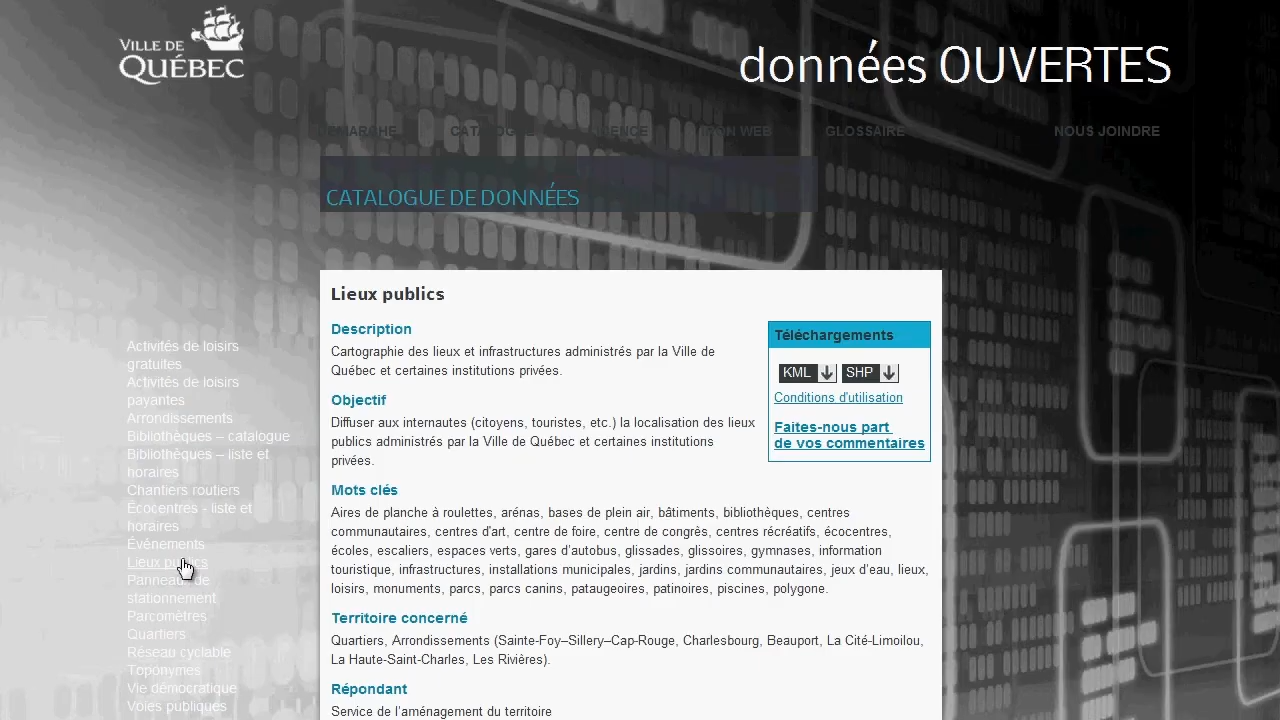 VILLE DE
QUÉBEC
données OUVERTES
DÉMARCHE CATALOGUE GLOSSAIRE NOUS JOINDRE
CATALOGUE DE DONNÉES
Lieux publics
Description
Cartographie des lieux et infrastructures administrés par la Ville de
Québec et certaines institutions privées.
Objectif
Diffuser aux internautes (citoyens, touristes, etc.) la localisation des lieux
publics administrés par la Ville de Québec et certaines institutions
privées.
Mots clés
Aires de planche à roulettes, arénas, bases de plein air, bâtiments, bibliothèques, centres
communautaires, centres d'art, centre de foire, centre de congrès, centres récréatifs, écocentres,
écoles, escaliers, espaces verts, gares d'autobus, glissades, glissoires, gymnases, information
touristique, infrastructures, installations municipales, jardins, jardins communautaires, jeux d'eau, lieux,
loisirs, monuments, parcs, parcs canins, pataugeoires, patinoires, piscines, polygone.
Territoire concerné
Quartiers, Arrondissements (Sainte-Foy–Sillery–Cap-Rouge, Charlesbourg, Beauport, La Cité-Limoilou,
La Haute-Saint-Charles, Les Rivières).
Répondant
Service de l'aménagement du territoire
Téléchargements
KML SHP
Conditions d'utilisation
Faites-nous part
de vos commentaires
Activités de loisirs
gratuites
Activités de loisirs
payantes
Arrondissements
Bibliothèques – catalogue
Bibliothèques – liste et
horaires
Chantiers routiers
Écocentres - liste et
horaires
Événements
Lieux publics
Panneaux de
stationnement
Parcomètres
Quartiers
Réseau cyclable
Toponymes
Vie démocratique
Voies publiques